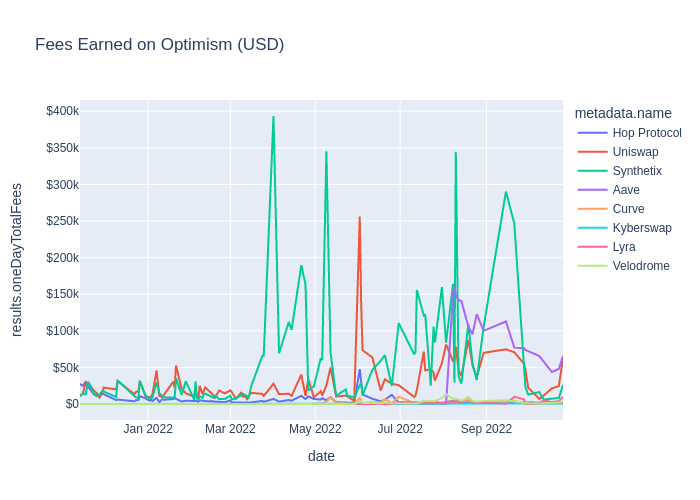 Fees Earned on Optimism (USD)
metadata.name
Hop Protocol
Uniswap
Synthetix
Aave
Curve
Kyberswap
Lyra
Velodrome
results.oneDayTotalFees
$400k
$350k
$300k
$250k
$200k
$150k
$100k
$50k
$0
Jan 2022
Mar 2022
May 2022
Jul 2022
Sep 2022
date